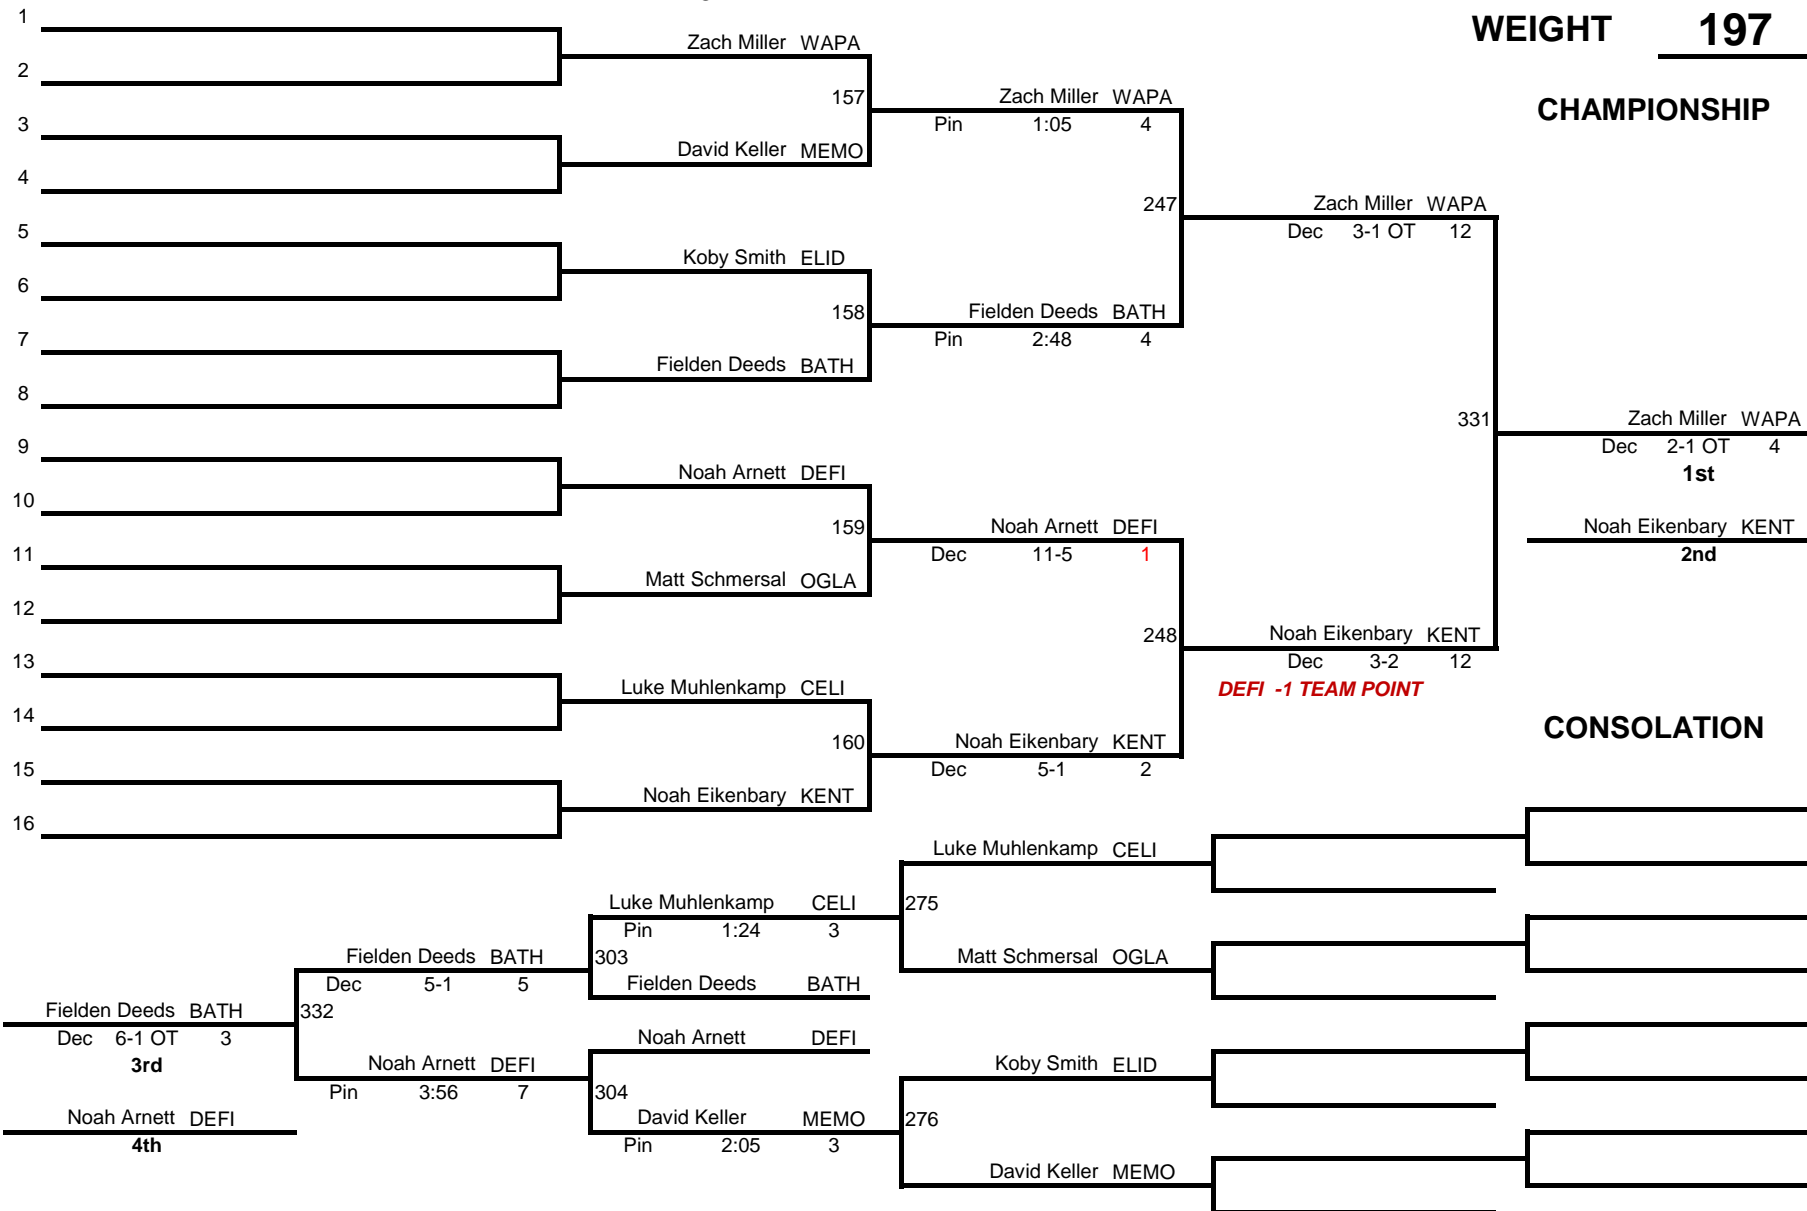 1
WEIGHT 197
Zach Miller WAPA
2
157
Zach Miller WAPA
CHAMPIONSHIP
3
Pin 1:05 4
David Keller MEMO
4
247
Zach Miller WAPA
5
Dec 3-1 OT 12
Koby Smith ELID
6
158
Fielden Deeds BATH
7
Pin 2:48 4
Fielden Deeds BATH
8
331
Zach Miller WAPA
9
Dec 2-1 OT 4
Noah Arnett DEFI
1st
10
159
Noah Arnett DEFI
Noah Eikenbary KENT
11
Dec 11-5 1
2nd
Matt Schmersal OGLA
12
248
Noah Eikenbary KENT
13
Dec 3-2 12
Luke Muhlenkamp CELI
DEFI -1 TEAM POINT
14
CONSOLATION
160
Noah Eikenbary KENT
15
Dec 5-1 2
Noah Eikenbary KENT
16
Luke Muhlenkamp CELI
Luke Muhlenkamp CELI
275
Pin 1:24 3
Fielden Deeds BATH
303
Matt Schmersal OGLA
Dec 5-1 5
Fielden Deeds BATH
Fielden Deeds BATH
332
Dec 6-1 OT 3
Noah Arnett DEFI
3rd
Noah Arnett DEFI
Koby Smith ELID
Pin 3:56 7
304
Noah Arnett DEFI
David Keller MEMO
276
4th
Pin 2:05 3
David Keller MEMO